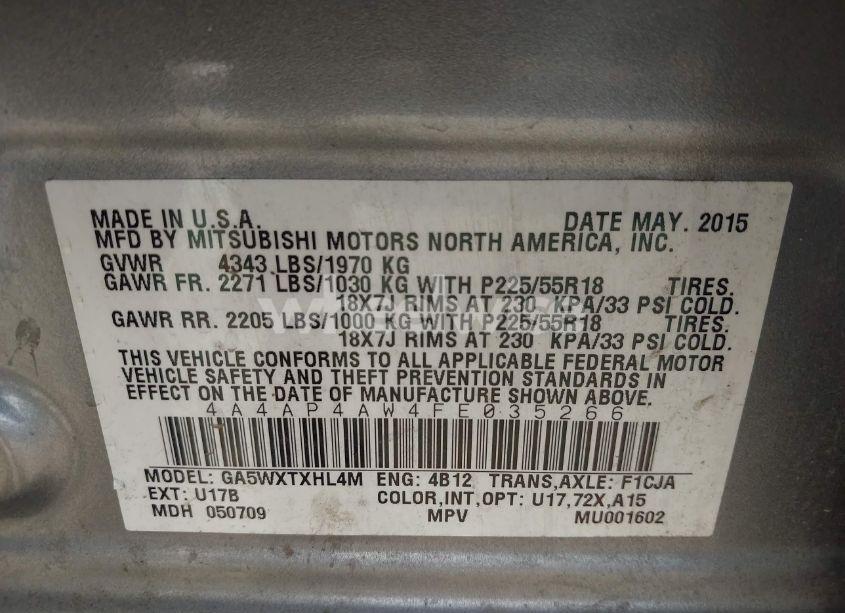 MADE IN U.S.A. DATE MAY. 2015
MFD BY MITSUBISHI MOTORS NORTH AMERICA, INC.
GVWR 4343 LBS/1970 KG
GAWR FR. 2271 LBS/1030 KG WITH P225/55R18 TIRES.
18X7J RIMS AT 230 KPA/33 PSI COLD.
GAWR RR. 2205 LBS/1000 KG WITH P225/55R18 TIRES.
18X7J RIMS AT 230 KPA/33 PSI COLD.
THIS VEHICLE CONFORMS TO ALL APPLICABLE FEDERAL MOTOR
VEHICLE SAFETY AND THEFT PREVENTION STANDARDS IN
EFFECT ON THE DATE OF MANUFACTURE SHOWN ABOVE.
4A4AP4AW4FE035266
MODEL: GA5WXTXHL4M ENG: 4B12 TRANS,AXLE: F1CJA
EXT: U17B COLOR,INT,OPT: U17,72X,A15
MDH 050709 MPV MU001602